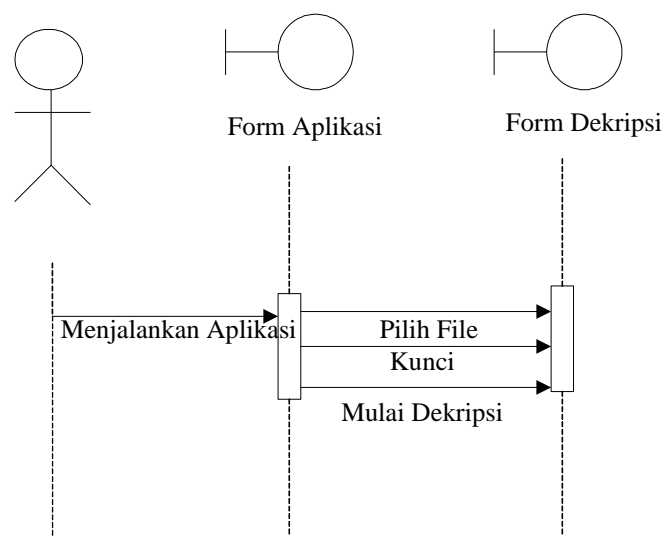 Form Aplikasi
Form Dekripsi
Menjalankan Aplikasi
Pilih File
Kunci
Mulai Dekripsi